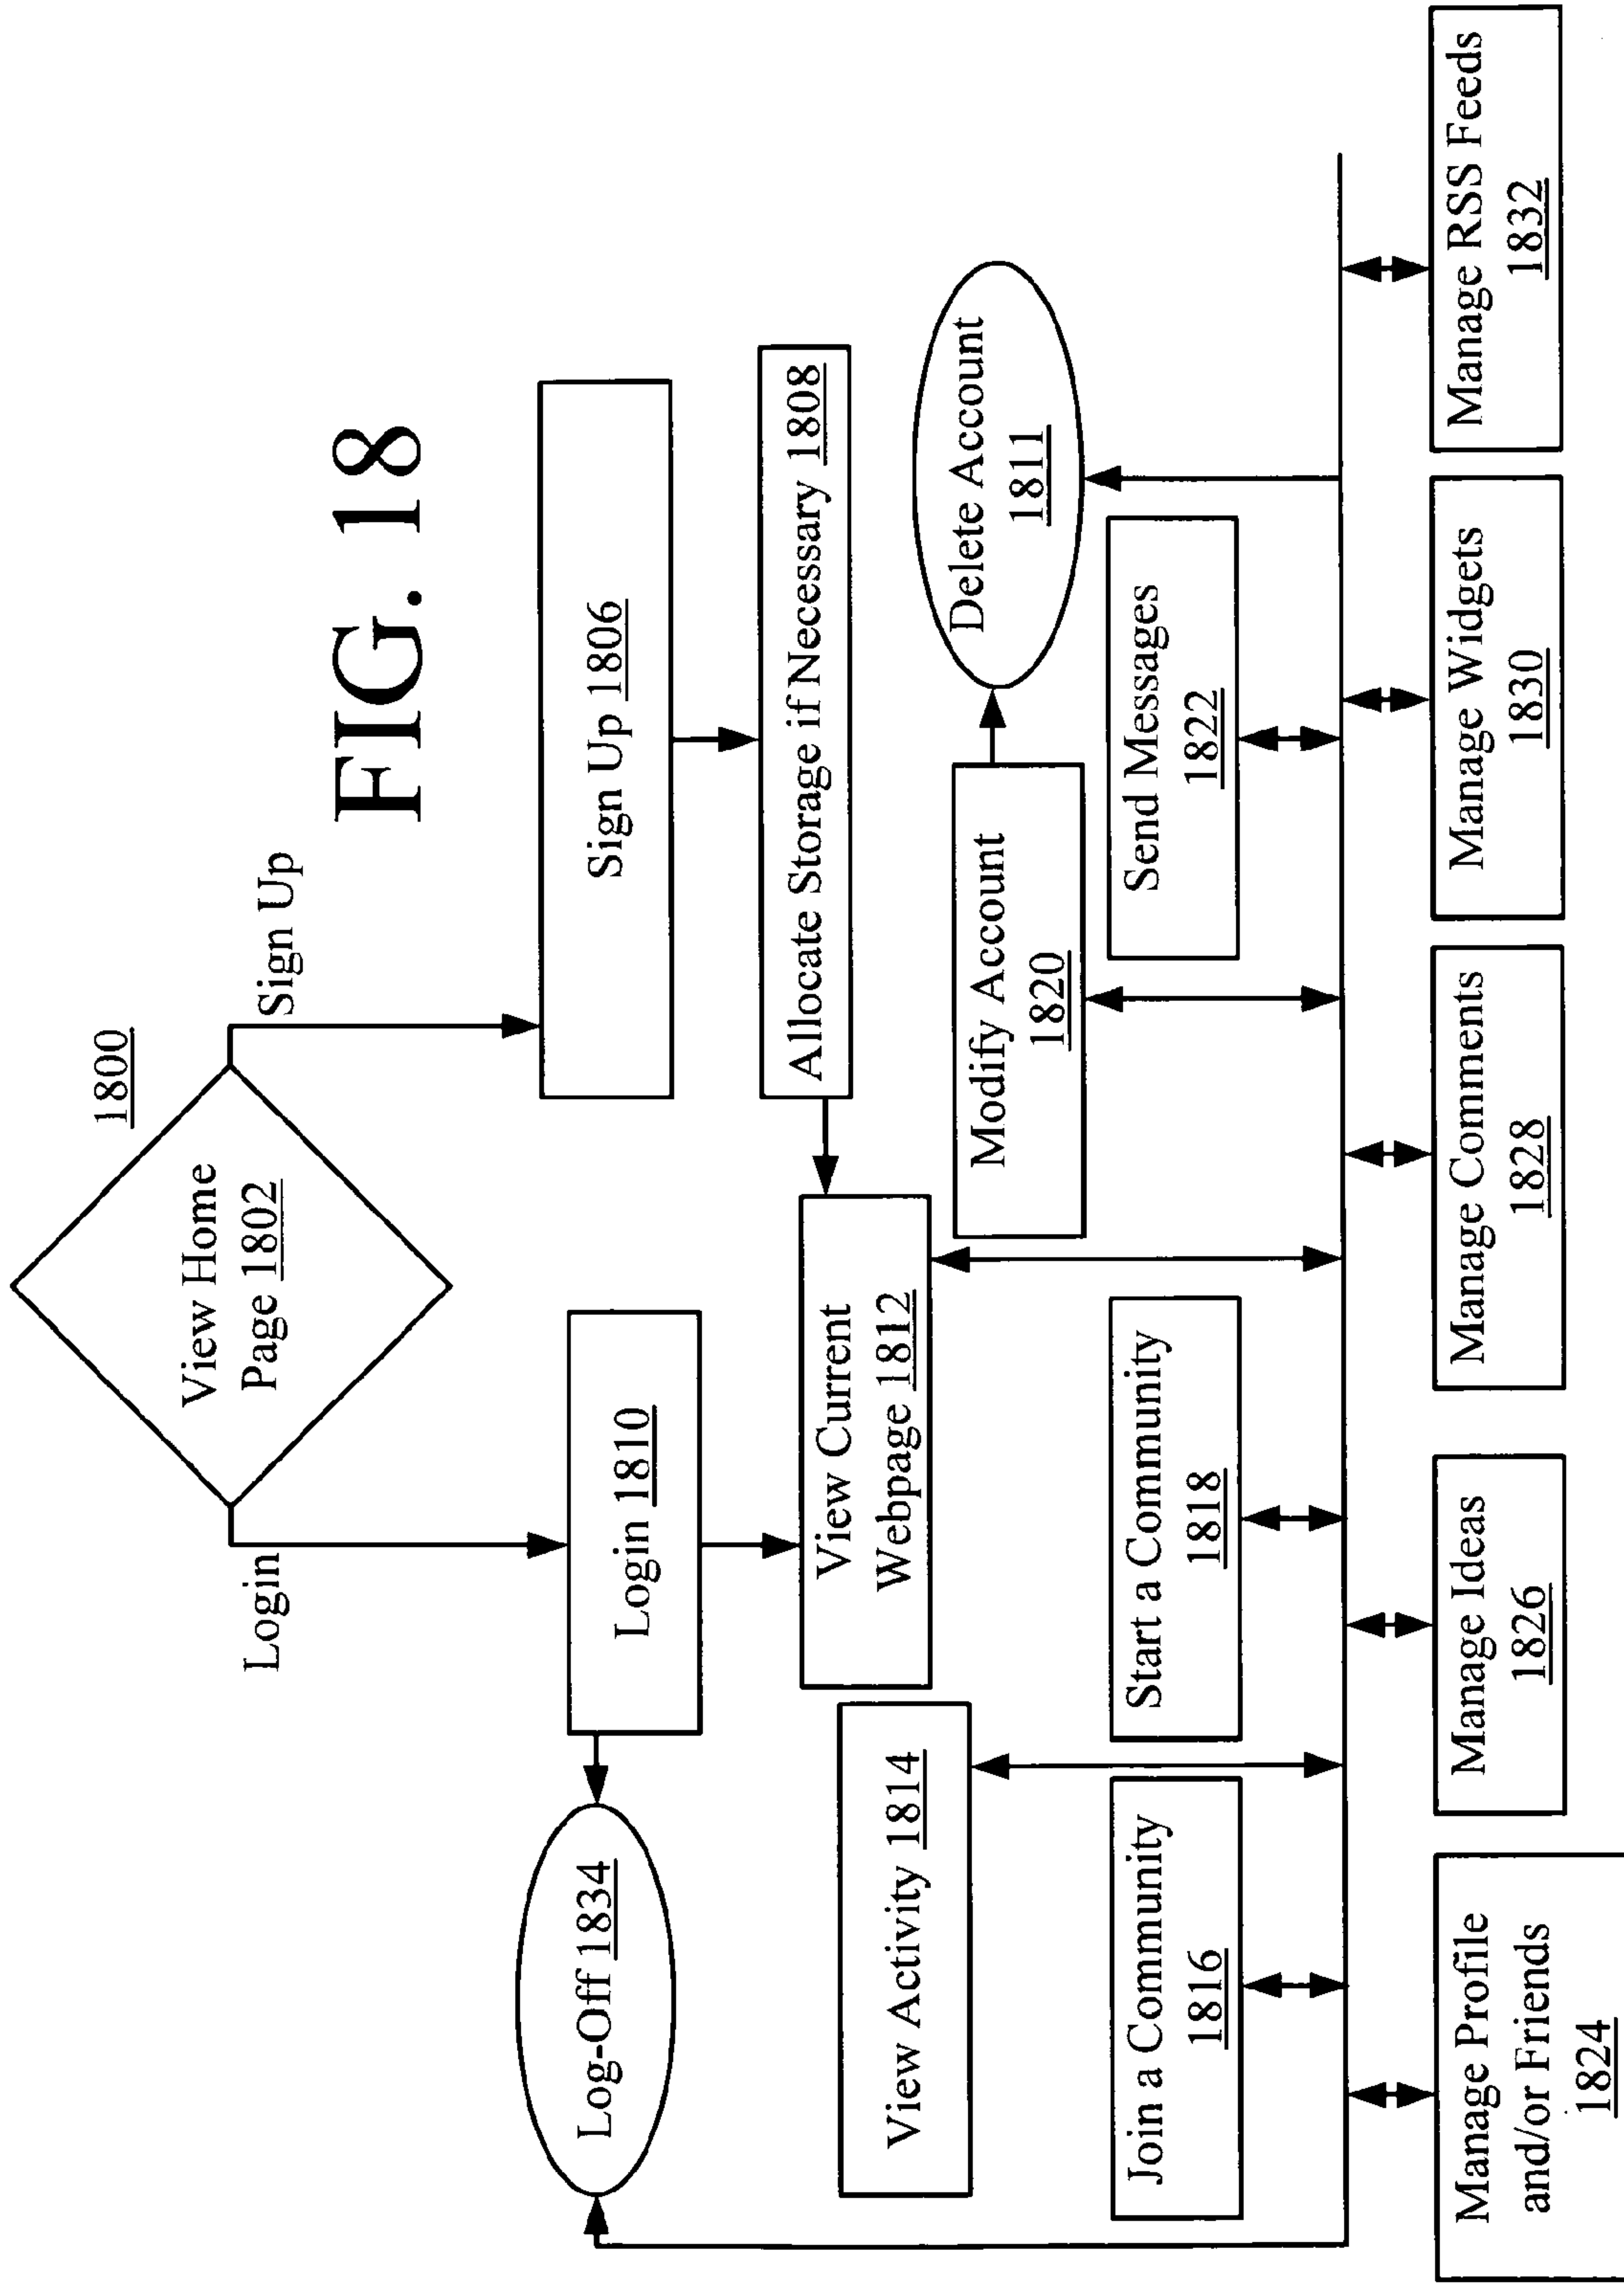 1800
View Home
Page 1802
Login
Sign Up
FIG. 18
Log-Off 1834
Login 1810
Sign Up 1806
Allocate Storage if Necessary 1808
View Current
Webpage 1812
View Activity 1814
Modify Account
1820
Delete Account
1811
Join a Community
1816
Start a Community
1818
Send Messages
1822
Manage Profile
and/or Friends
1824
Manage Ideas
1826
Manage Comments
1828
Manage Widgets
1830
Manage RSS Feeds
1832